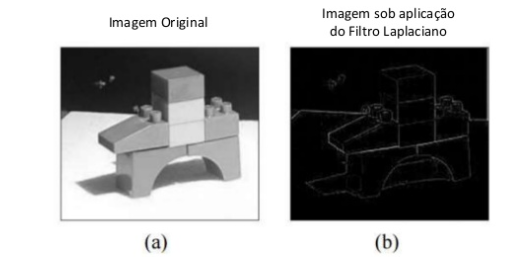 Imagem Original
Imagem sob aplicação
do Filtro Laplaciano
(a)
(b)